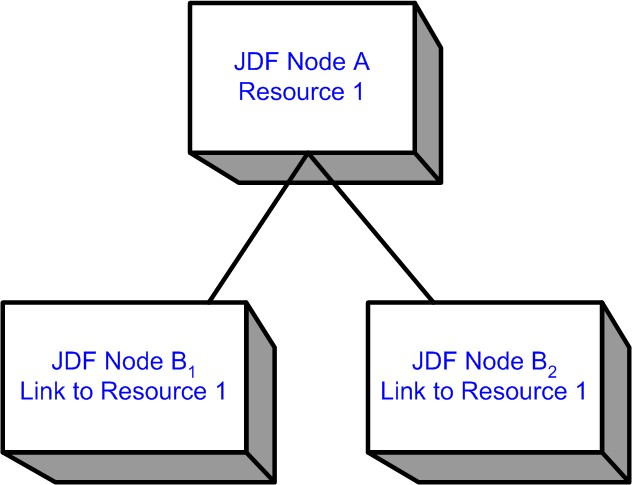 JDF Node A
Resource 1
JDF Node B₁
Link to Resource 1
JDF Node B₂
Link to Resource 1